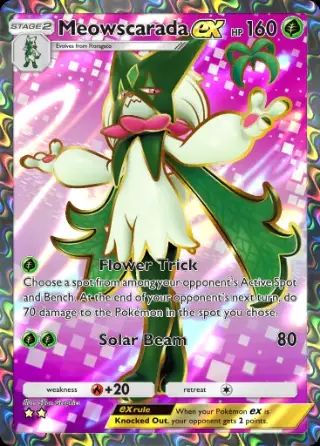 STAGE 2 Meowscarada ex HP 160
Evolves from Floragato
Flower Trick
Choose a spot from among your opponent's Active Spot
and Bench. At the end of your opponent's next turn, do
70 damage to the Pokémon in the spot you chose.
Solar Beam 80
weakness +20 retreat
ex rule When your Pokémon ex is
Knocked Out, your opponent gets 2 points.